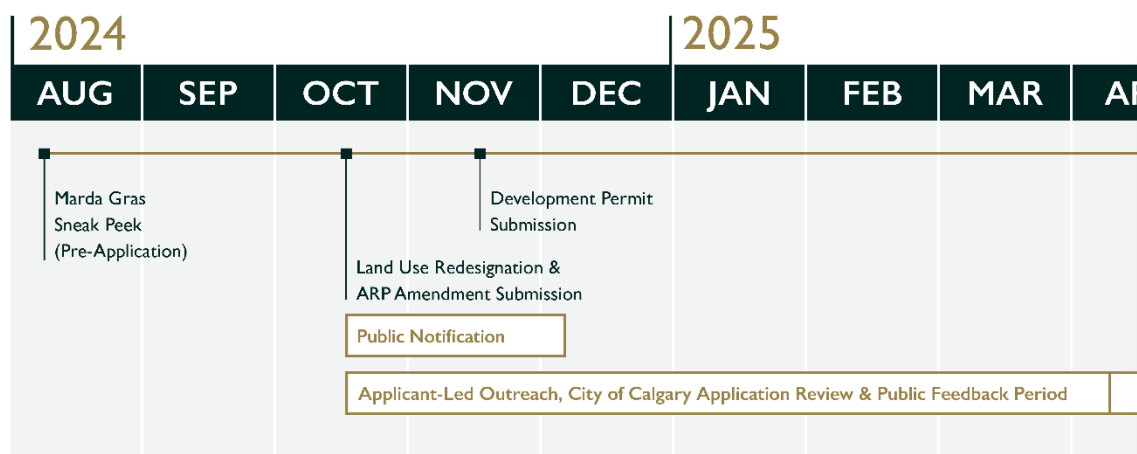 2024
2025
AUG
SEP
OCT
NOV
DEC
JAN
FEB
MAR
Marda Gras
Sneak Peek
(Pre-Application)
Development Permit
Submission
Land Use Redesignation &
ARP Amendment Submission
Public Notification
Applicant-Led Outreach, City of Calgary Application Review & Public Feedback Period